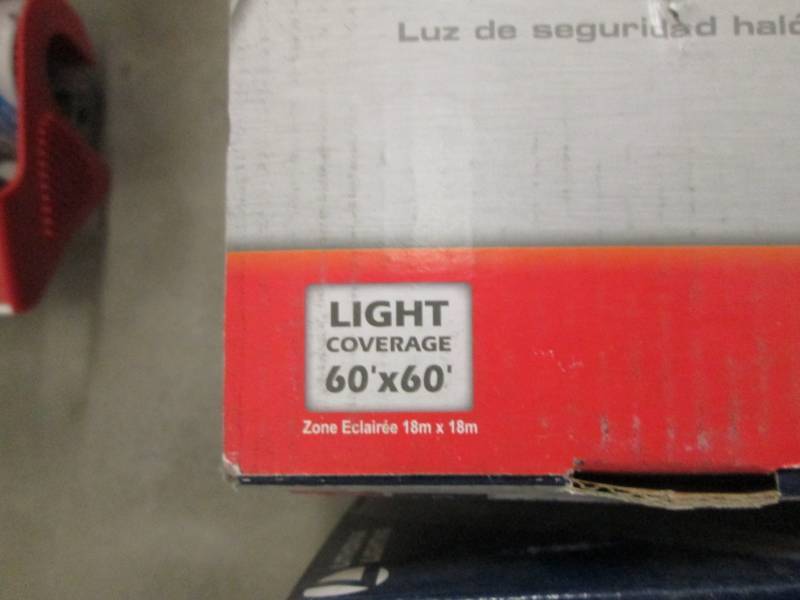 Luz de seguridad haló
LIGHT
COVERAGE
60'x60'
Zone Eclairée 18m x 18m